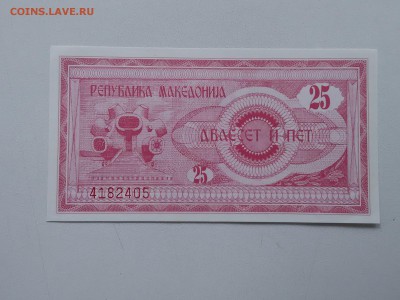 COINS.LAVE.RU
РЕПУБЛИКА МАКЕДОНИЈА
25
ДВАЕСЕТ И ПЕТ
25
4182405